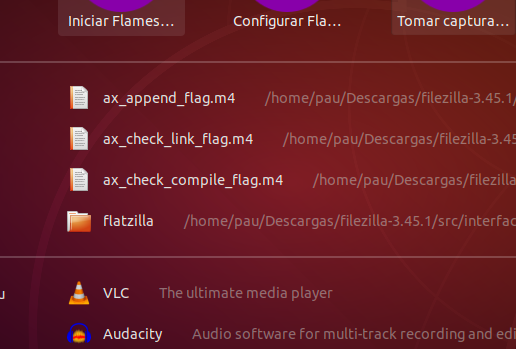 Iniciar Flames... Configurar Fla... Tomar captura...
ax_append_flag.m4 /home/pau/Descargas/filezilla-3.45.1/
ax_check_link_flag.m4 /home/pau/Descargas/filezilla-3.45
ax_check_compile_flag.m4 /home/pau/Descargas/filezilla
flatzilla /home/pau/Descargas/filezilla-3.45.1/src/interfac
VLC The ultimate media player
Audacity Audio software for multi-track recording and edi